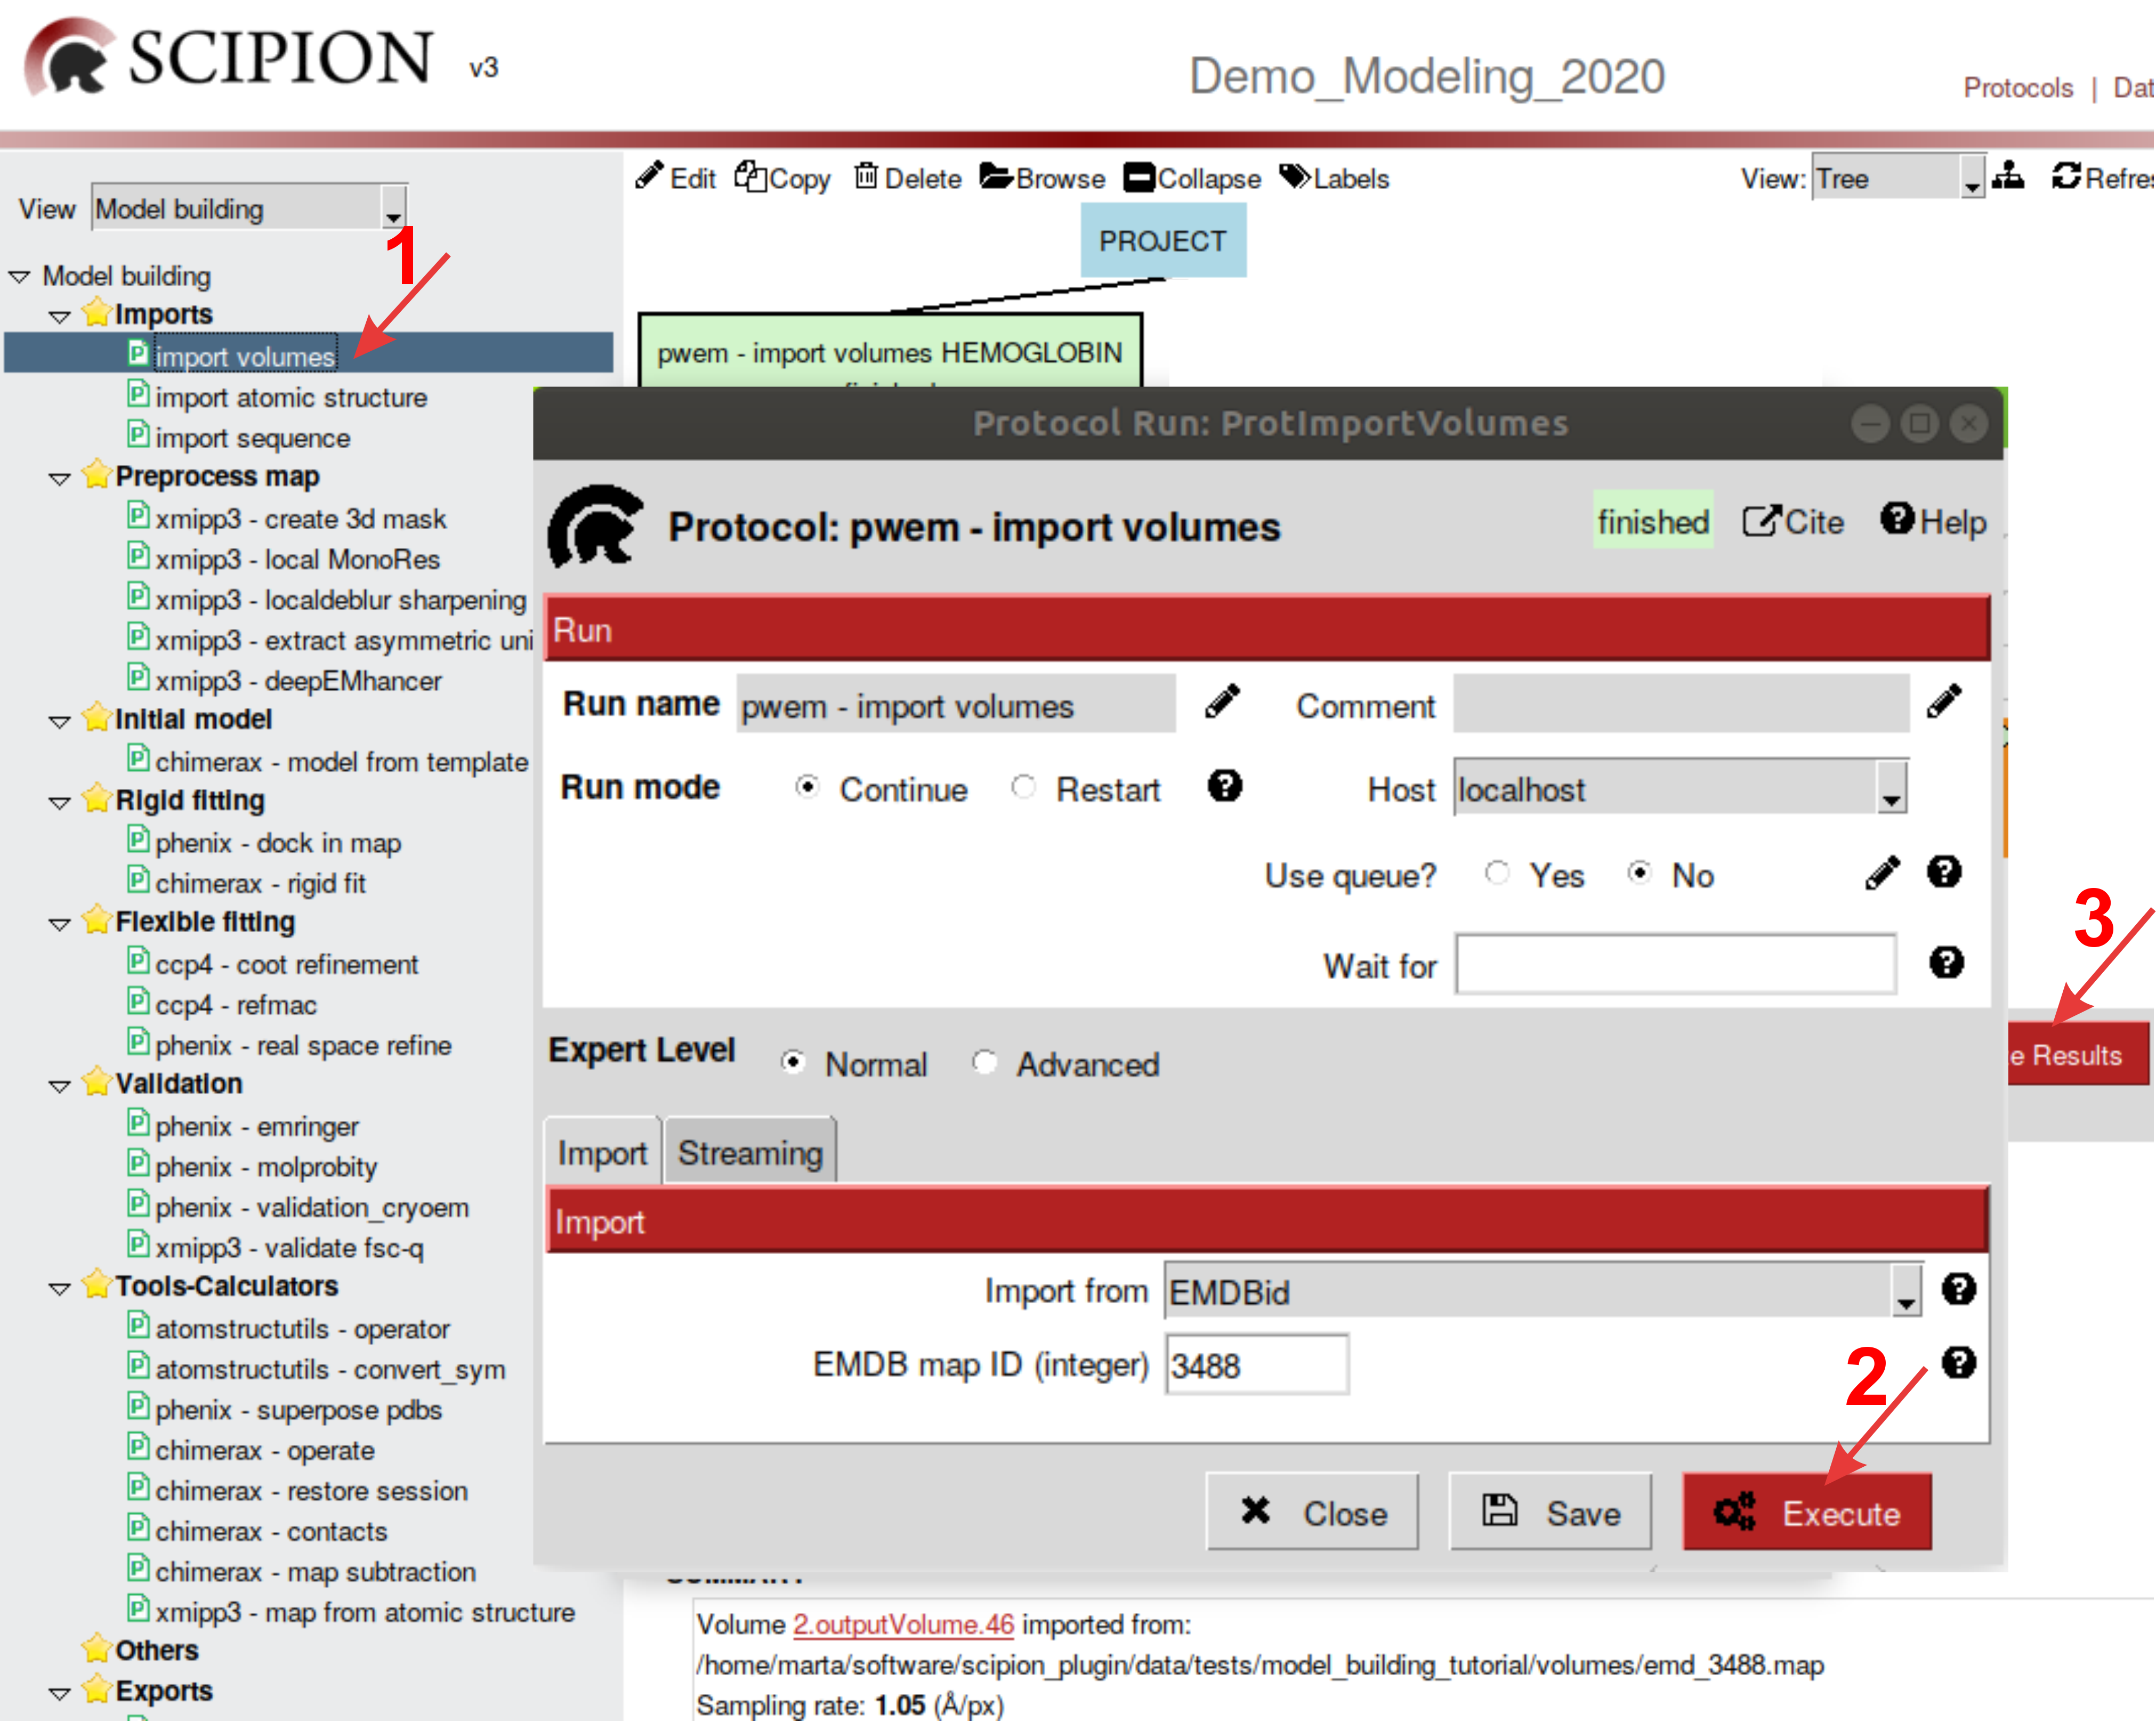 SCIPION v3
Demo_Modeling_2020
Protocols | Dat
View Model building
Edit Copy Delete Browse Collapse Labels
View: Tree Refres
1
PROJECT
pwem - import volumes HEMOGLOBIN
Model building
Imports
import volumes
import atomic structure
import sequence
Preprocess map
xmipp3 - create 3d mask
xmipp3 - local MonoRes
xmipp3 - localdeblur sharpening
xmipp3 - extract asymmetric uni
xmipp3 - deepEMhancer
Initial model
chimerax - model from template
Rigid fitting
phenix - dock in map
chimerax - rigid fit
Flexible fitting
ccp4 - coot refinement
ccp4 - refmac
phenix - real space refine
Validation
phenix - emringer
phenix - molprobity
phenix - validation_cryoem
xmipp3 - validate fsc-q
Tools-Calculators
atomstructutils - operator
atomstructutils - convert_sym
phenix - superpose pdbs
chimerax - operate
chimerax - restore session
chimerax - contacts
chimerax - map subtraction
xmipp3 - map from atomic structure
Others
Exports
Protocol Run: ProtImportVolumes
Protocol: pwem - import volumes
finished Cite Help
Run
Run name pwem - import volumes Comment
Run mode Continue Restart Host localhost
Use queue? Yes No
Wait for
3
e Results
Expert Level Normal Advanced
Import Streaming
Import
Import from EMDBid
EMDB map ID (integer) 3488
2
Close Save Execute
Volume 2.outputVolume.46 imported from:
/home/marta/software/scipion_plugin/data/tests/model_building_tutorial/volumes/emd_3488.map
Sampling rate: 1.05 (Å/px)